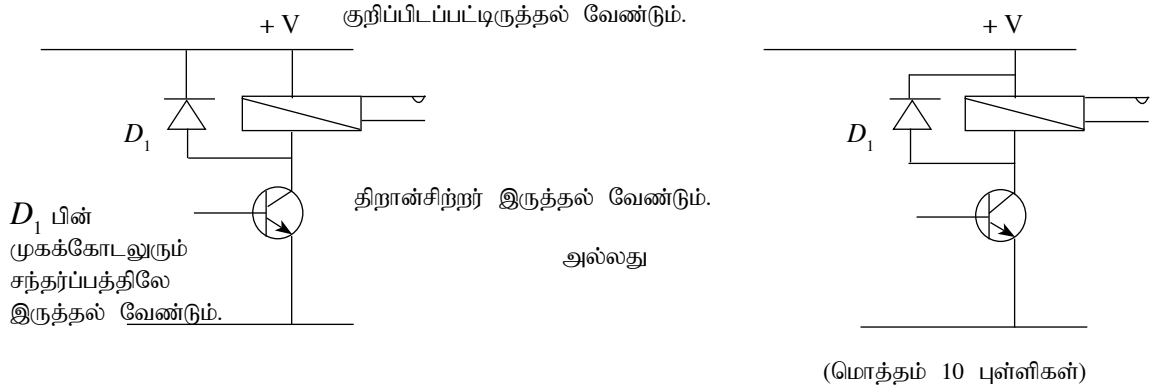 குறிப்பிடப்பட்டிருத்தல் வேண்டும்.
+ V
+ V
D1
D1
திறான்சிற்றர் இருத்தல் வேண்டும்.
D1 பின்
முகக்கோடலுரும்
சந்தர்ப்பத்திலே
இருத்தல் வேண்டும்.
அல்லது
(மொத்தம் 10 புள்ளிகள்)